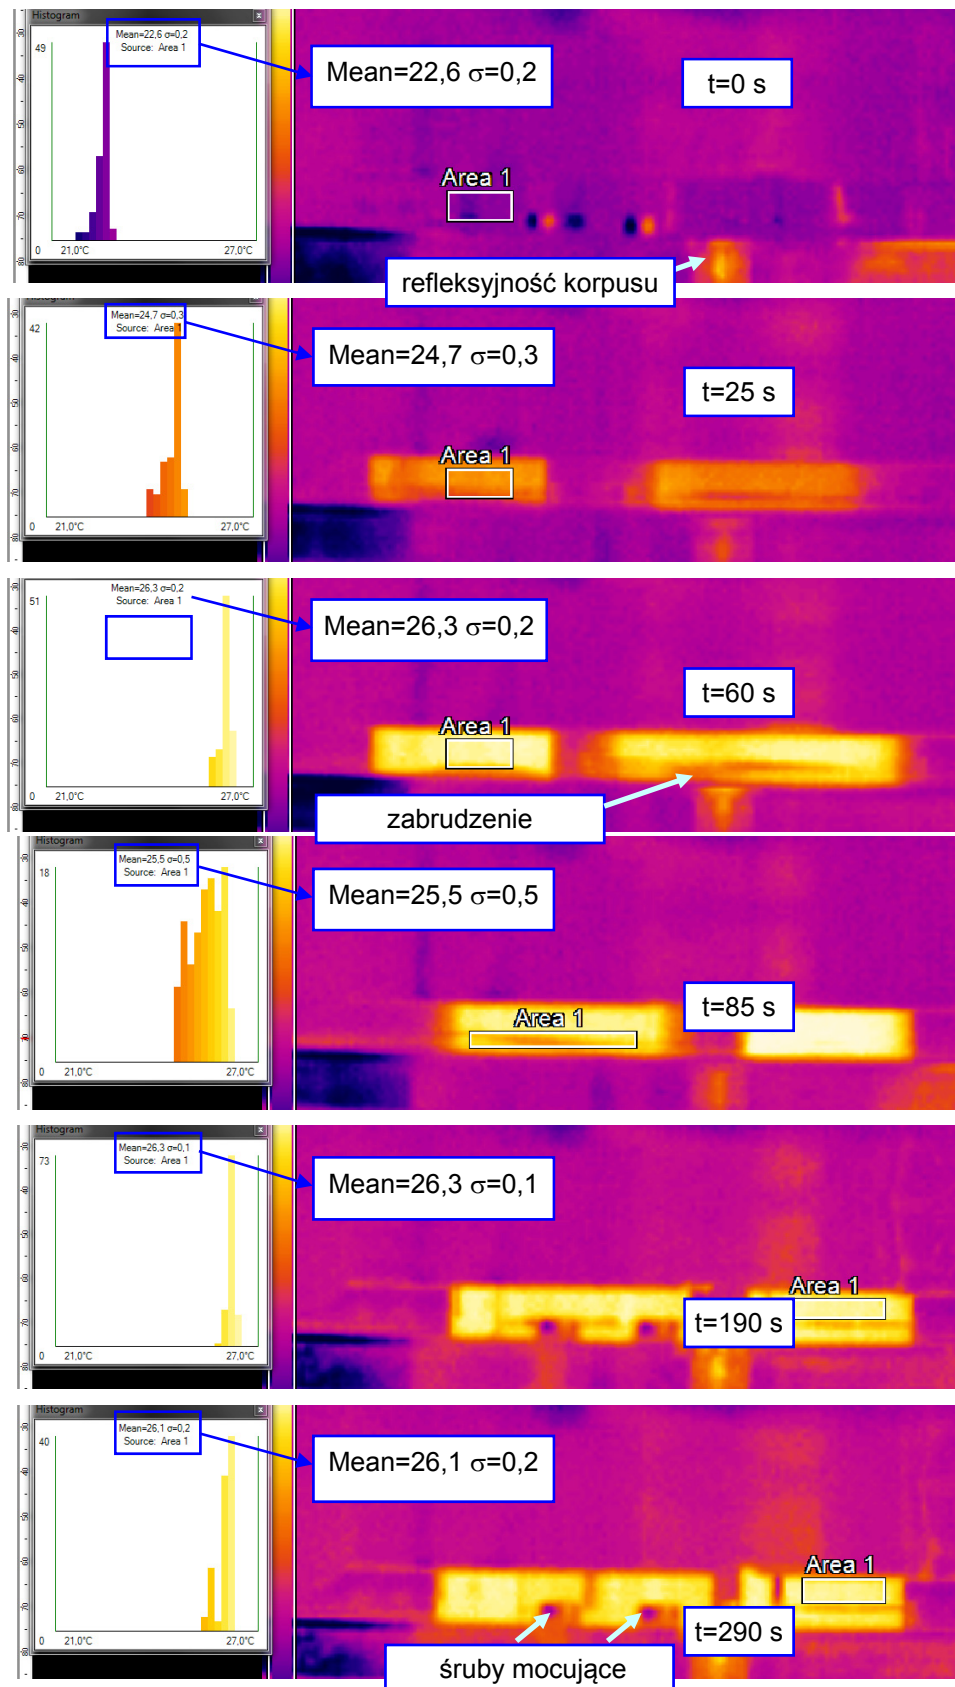 Histogram x
Mean=22,6 σ=0,2
Source: Area 1
49
0 21,0°C 27,0°C
Mean=22,6 σ=0,2
t=0 s
Area 1
refleksyjność korpusu
Histogram
Mean=24,7 σ=0,3
Source: Area 1
42
0 21,0°C 27,0°C
Mean=24,7 σ=0,3
t=25 s
Area 1
Mean=26,3 σ=0,2
Source: Area 1
51
0 21,0°C 27,0°C
Mean=26,3 σ=0,2
t=60 s
Area 1
zabrudzenie
Histogram x
Mean=25,5 σ=0,5
Source: Area 1
18
0 21,0°C 27,0°C
Mean=25,5 σ=0,5
t=85 s
Area 1
Histogram x
Mean=26,3 σ=0,1
Source: Area 1
73
0 21,0°C 27,0°C
Mean=26,3 σ=0,1
Area 1
t=190 s
Histogram x
Mean=26,1 σ=0,2
Source: Area 1
40
0 21,0°C 27,0°C
Mean=26,1 σ=0,2
Area 1
t=290 s
śruby mocujące